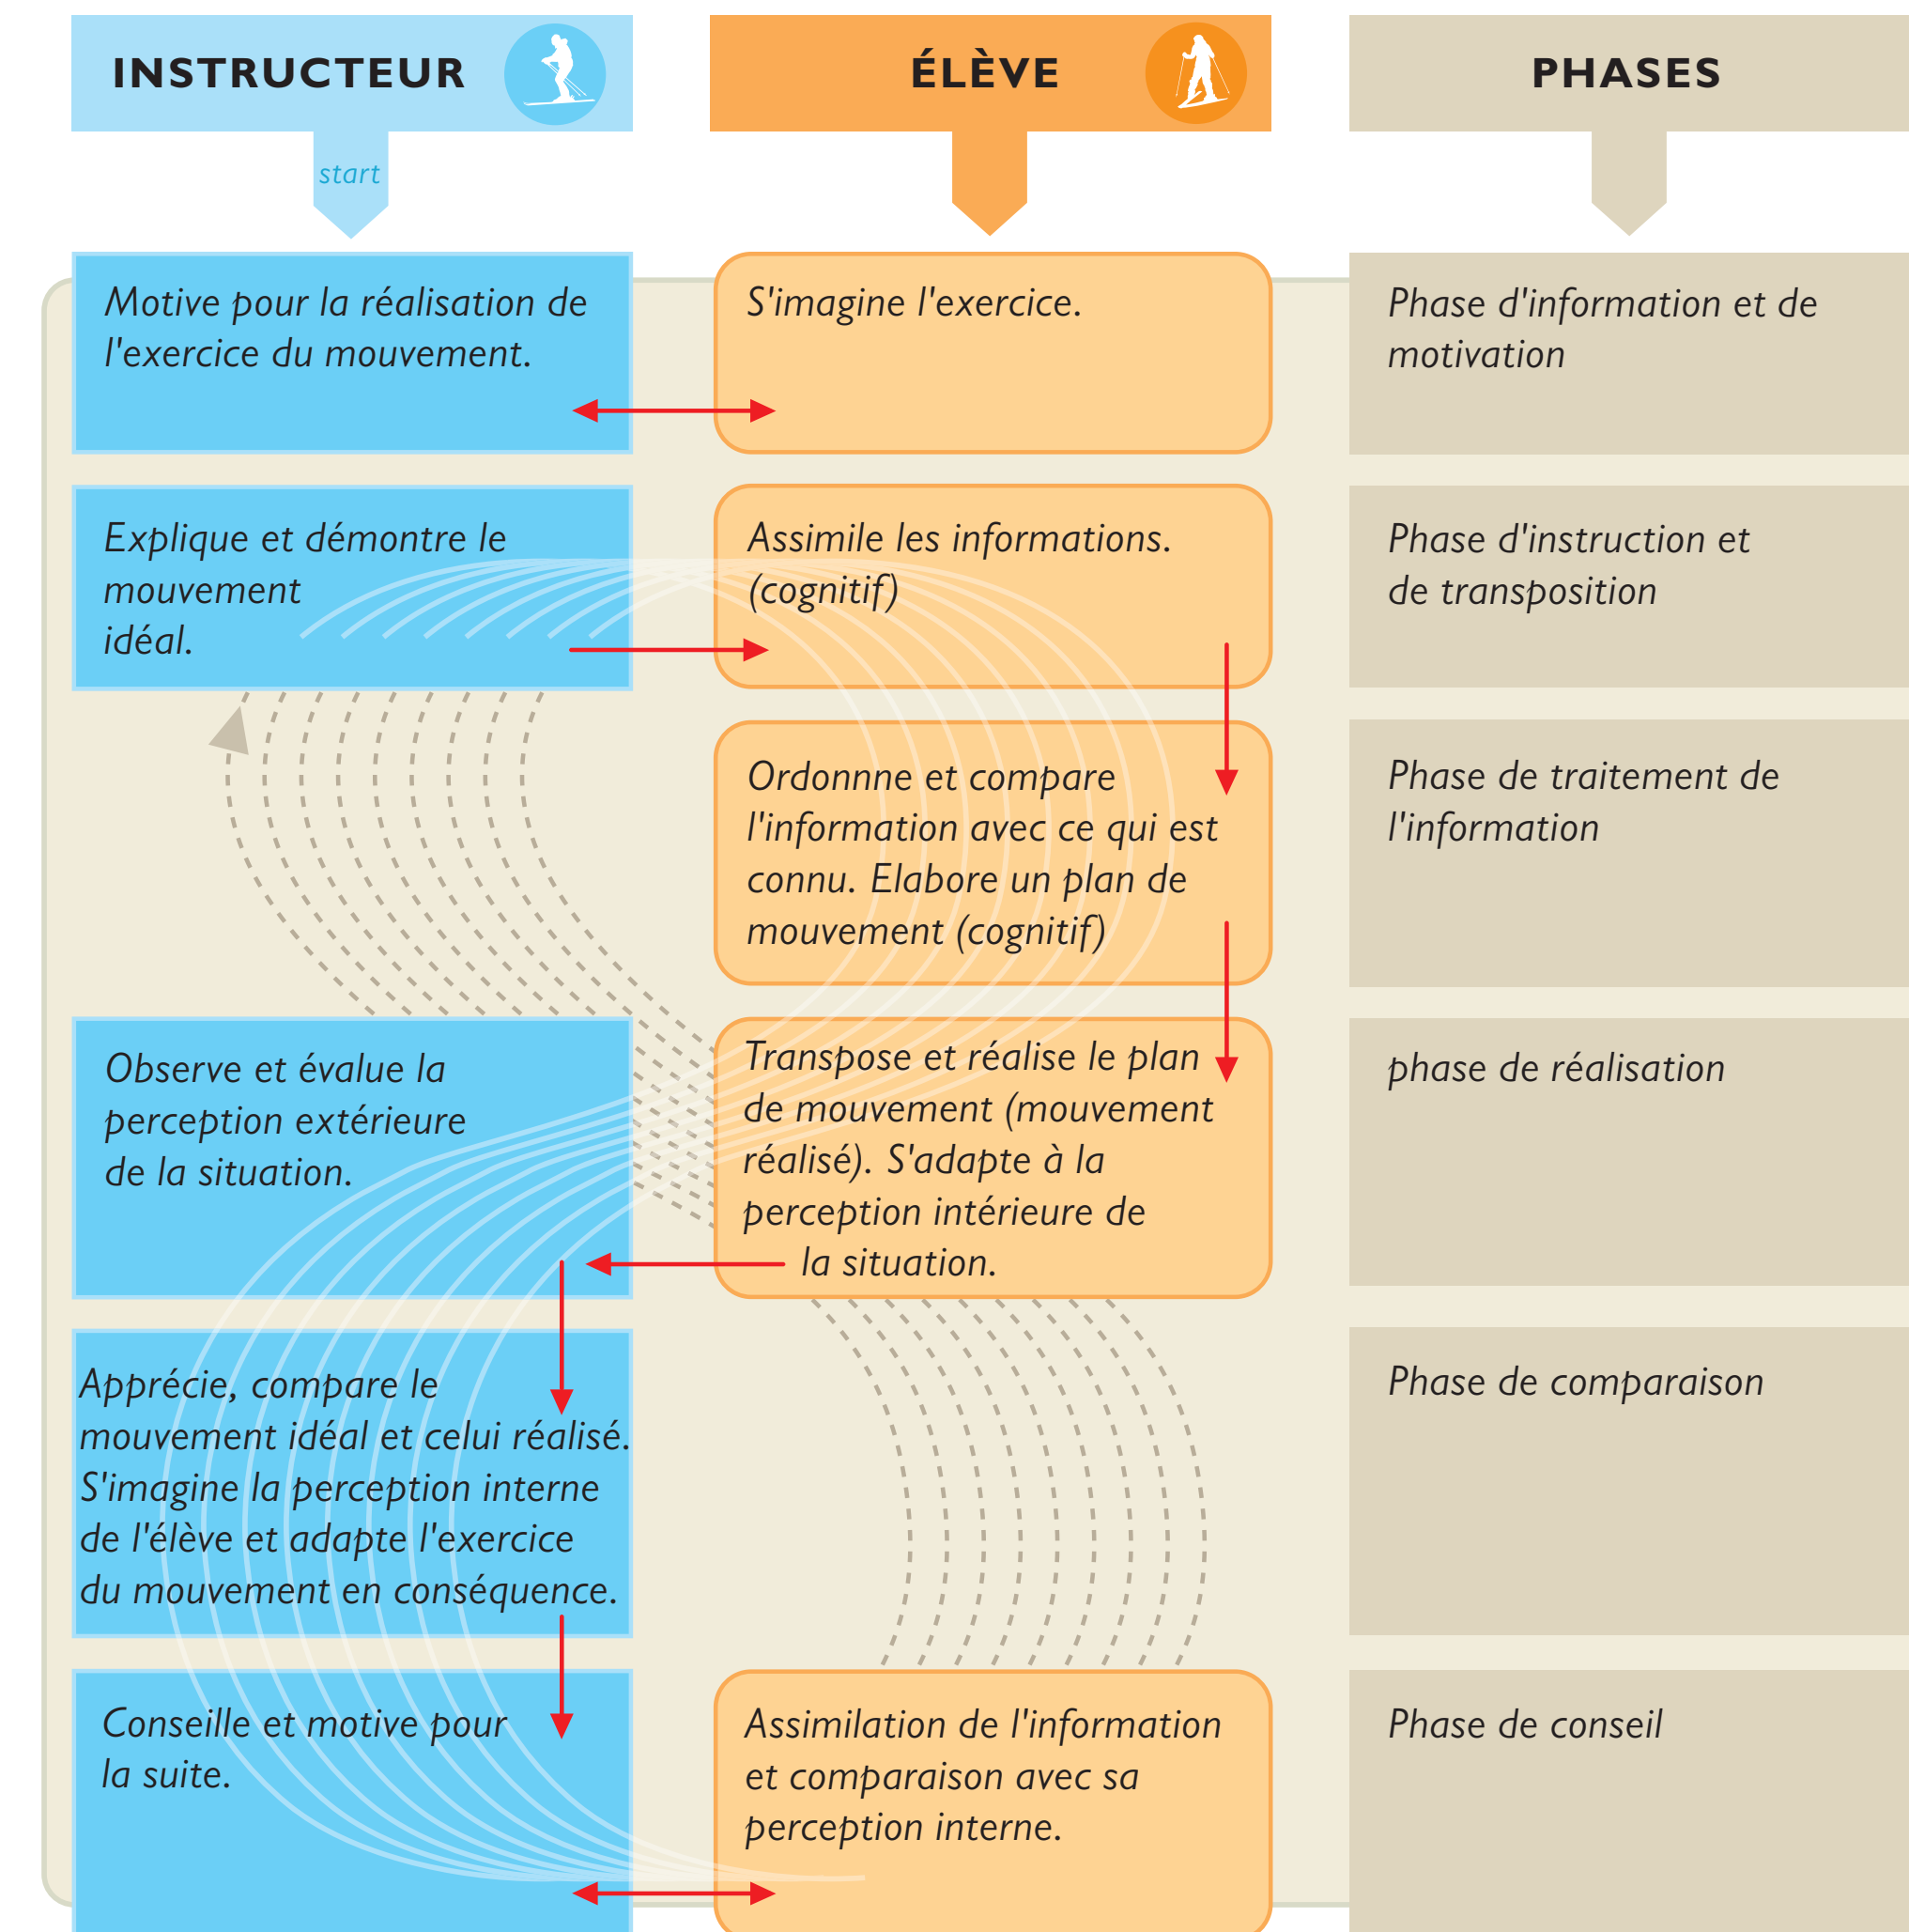 INSTRUCTEUR
ÉLÈVE
PHASES
start
Motive pour la réalisation de
l'exercice du mouvement.
S'imagine l'exercice.
Phase d'information et de
motivation
Explique et démontre le
mouvement
idéal.
Assimile les informations.
(cognitif)
Phase d'instruction et
de transposition
Ordonnne et compare
l'information avec ce qui est
connu. Elabore un plan de
mouvement (cognitif)
Phase de traitement de
l'information
Observe et évalue la
perception extérieure
de la situation.
Transpose et réalise le plan
de mouvement (mouvement
réalisé). S'adapte à la
perception intérieure de
la situation.
phase de réalisation
Apprécie, compare le
mouvement idéal et celui réalisé.
S'imagine la perception interne
de l'élève et adapte l'exercice
du mouvement en conséquence.
Phase de comparaison
Conseille et motive pour
la suite.
Assimilation de l'information
et comparaison avec sa
perception interne.
Phase de conseil